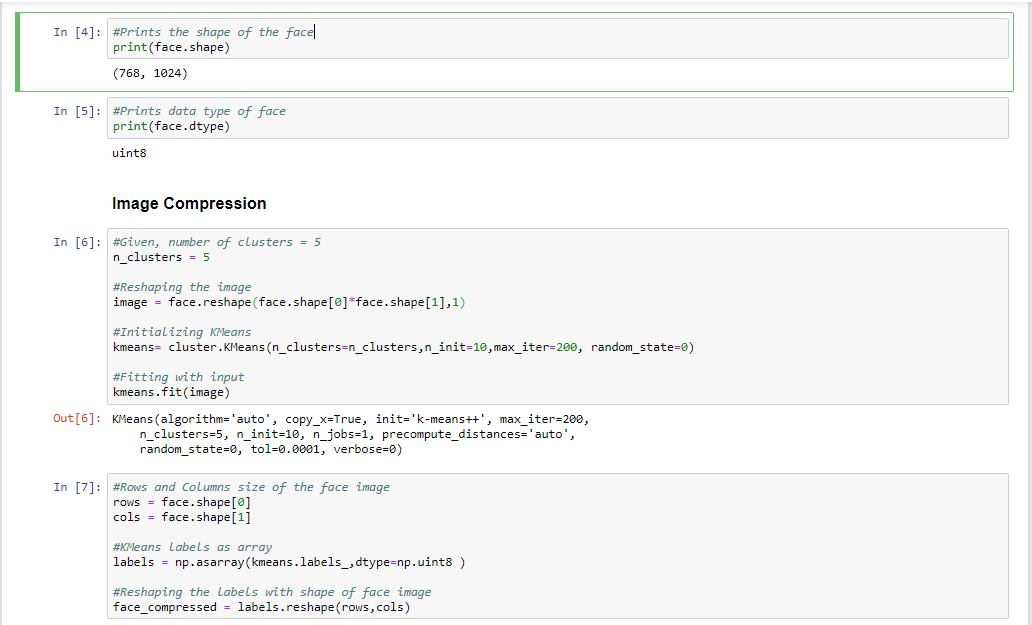 In [4]: #Prints the shape of the face
print(face.shape)
(768, 1024)
In [5]: #Prints data type of face
print(face.dtype)
uint8
Image Compression
In [6]: #Given, number of clusters = 5
n_clusters = 5
#Reshaping the image
image = face.reshape(face.shape[0]*face.shape[1],1)
#Initializing KMeans
kmeans= cluster.KMeans(n_clusters=n_clusters,n_init=10,max_iter=200, random_state=0)
#Fitting with input
kmeans.fit(image)
Out[6]: KMeans(algorithm='auto', copy_x=True, init='k-means++', max_iter=200,
n_clusters=5, n_init=10, n_jobs=1, precompute_distances='auto',
random_state=0, tol=0.0001, verbose=0)
In [7]: #Rows and Columns size of the face image
rows = face.shape[0]
cols = face.shape[1]
#KMeans labels as array
labels = np.asarray(kmeans.labels_,dtype=np.uint8 )
#Reshaping the labels with shape of face image
face_compressed = labels.reshape(rows,cols)